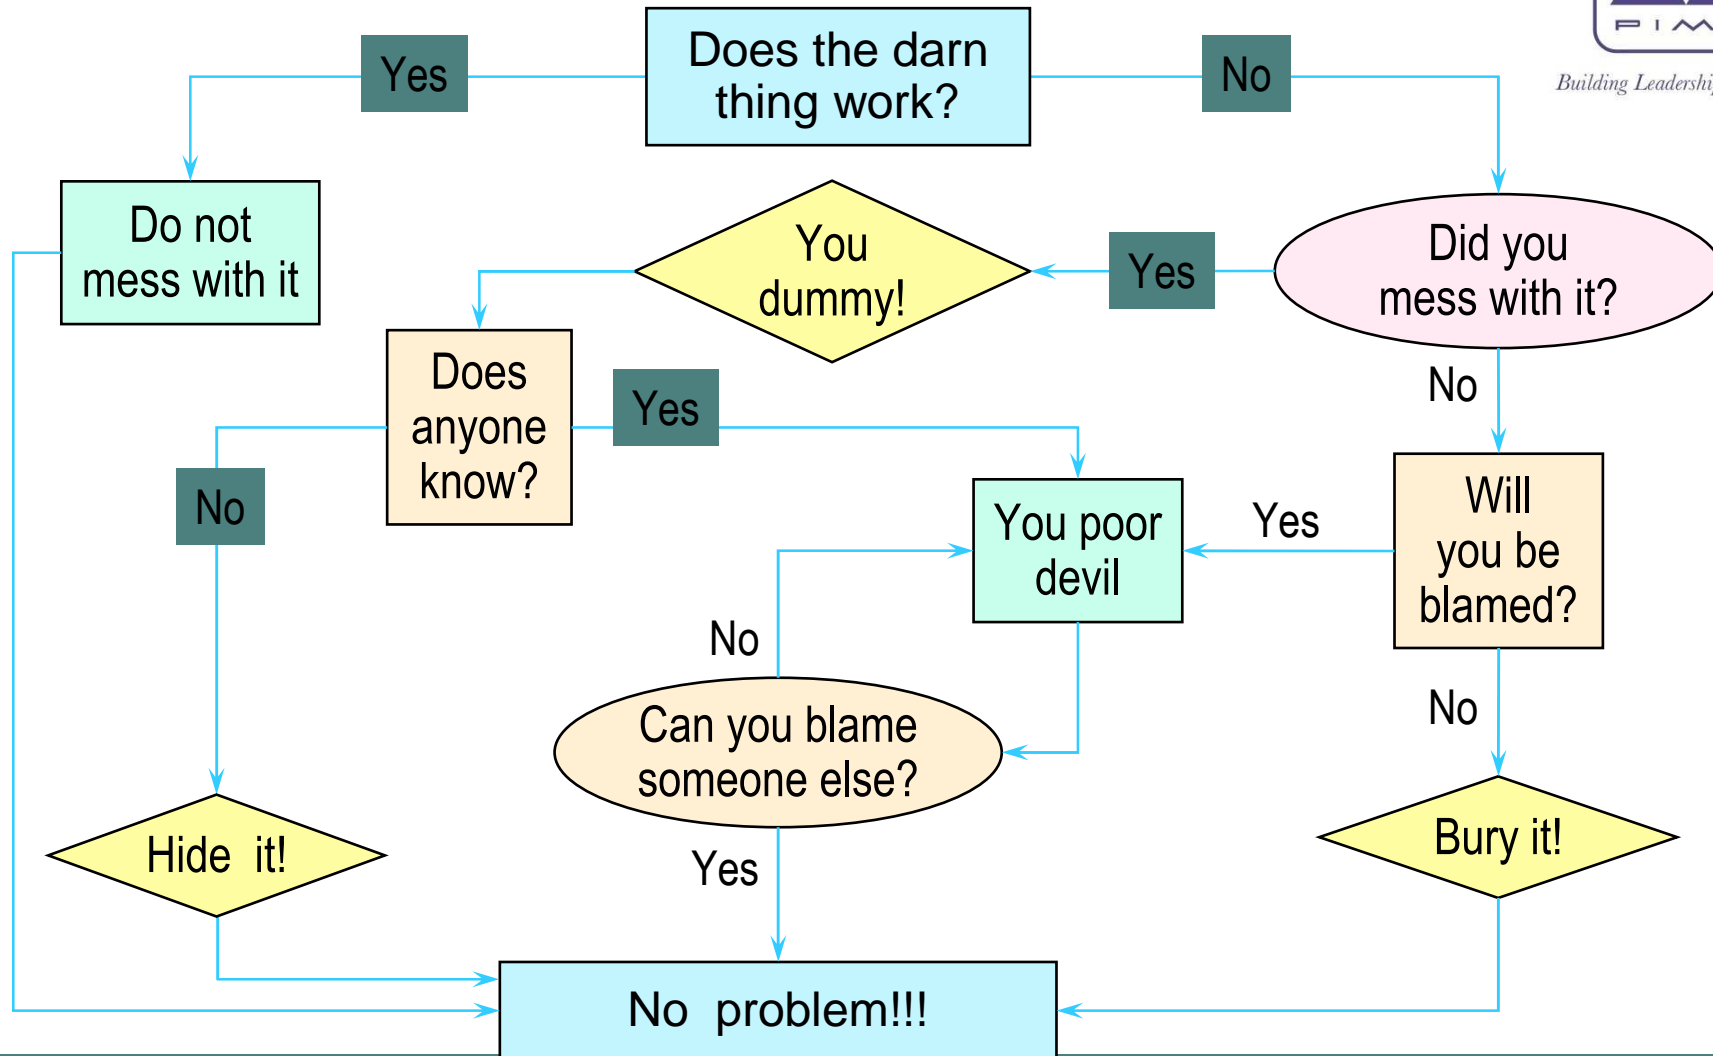 Does the darn
thing work?
Yes
No
Building Leadership
Do not
mess with it
You
dummy!
Yes
Did you
mess with it?
Does
anyone
know?
Yes
No
No
You poor
devil
Yes
Will
you be
blamed?
No
Can you blame
someone else?
No
Hide  it!
Yes
Bury it!
No  problem!!!